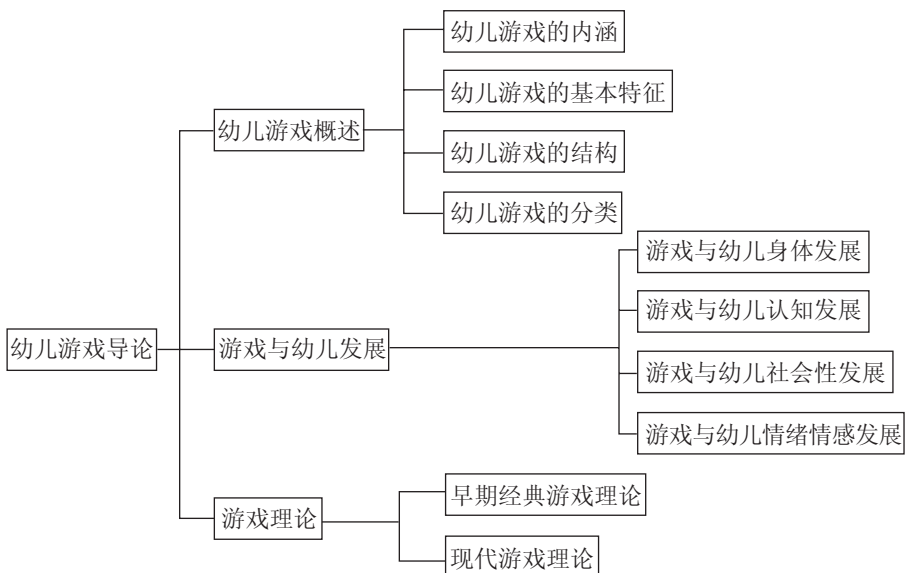 幼儿游戏导论
幼儿游戏概述
幼儿游戏的内涵
幼儿游戏的基本特征
幼儿游戏的结构
幼儿游戏的分类
游戏与幼儿发展
游戏与幼儿身体发展
游戏与幼儿认知发展
游戏与幼儿社会性发展
游戏与幼儿情绪情感发展
游戏理论
早期经典游戏理论
现代游戏理论